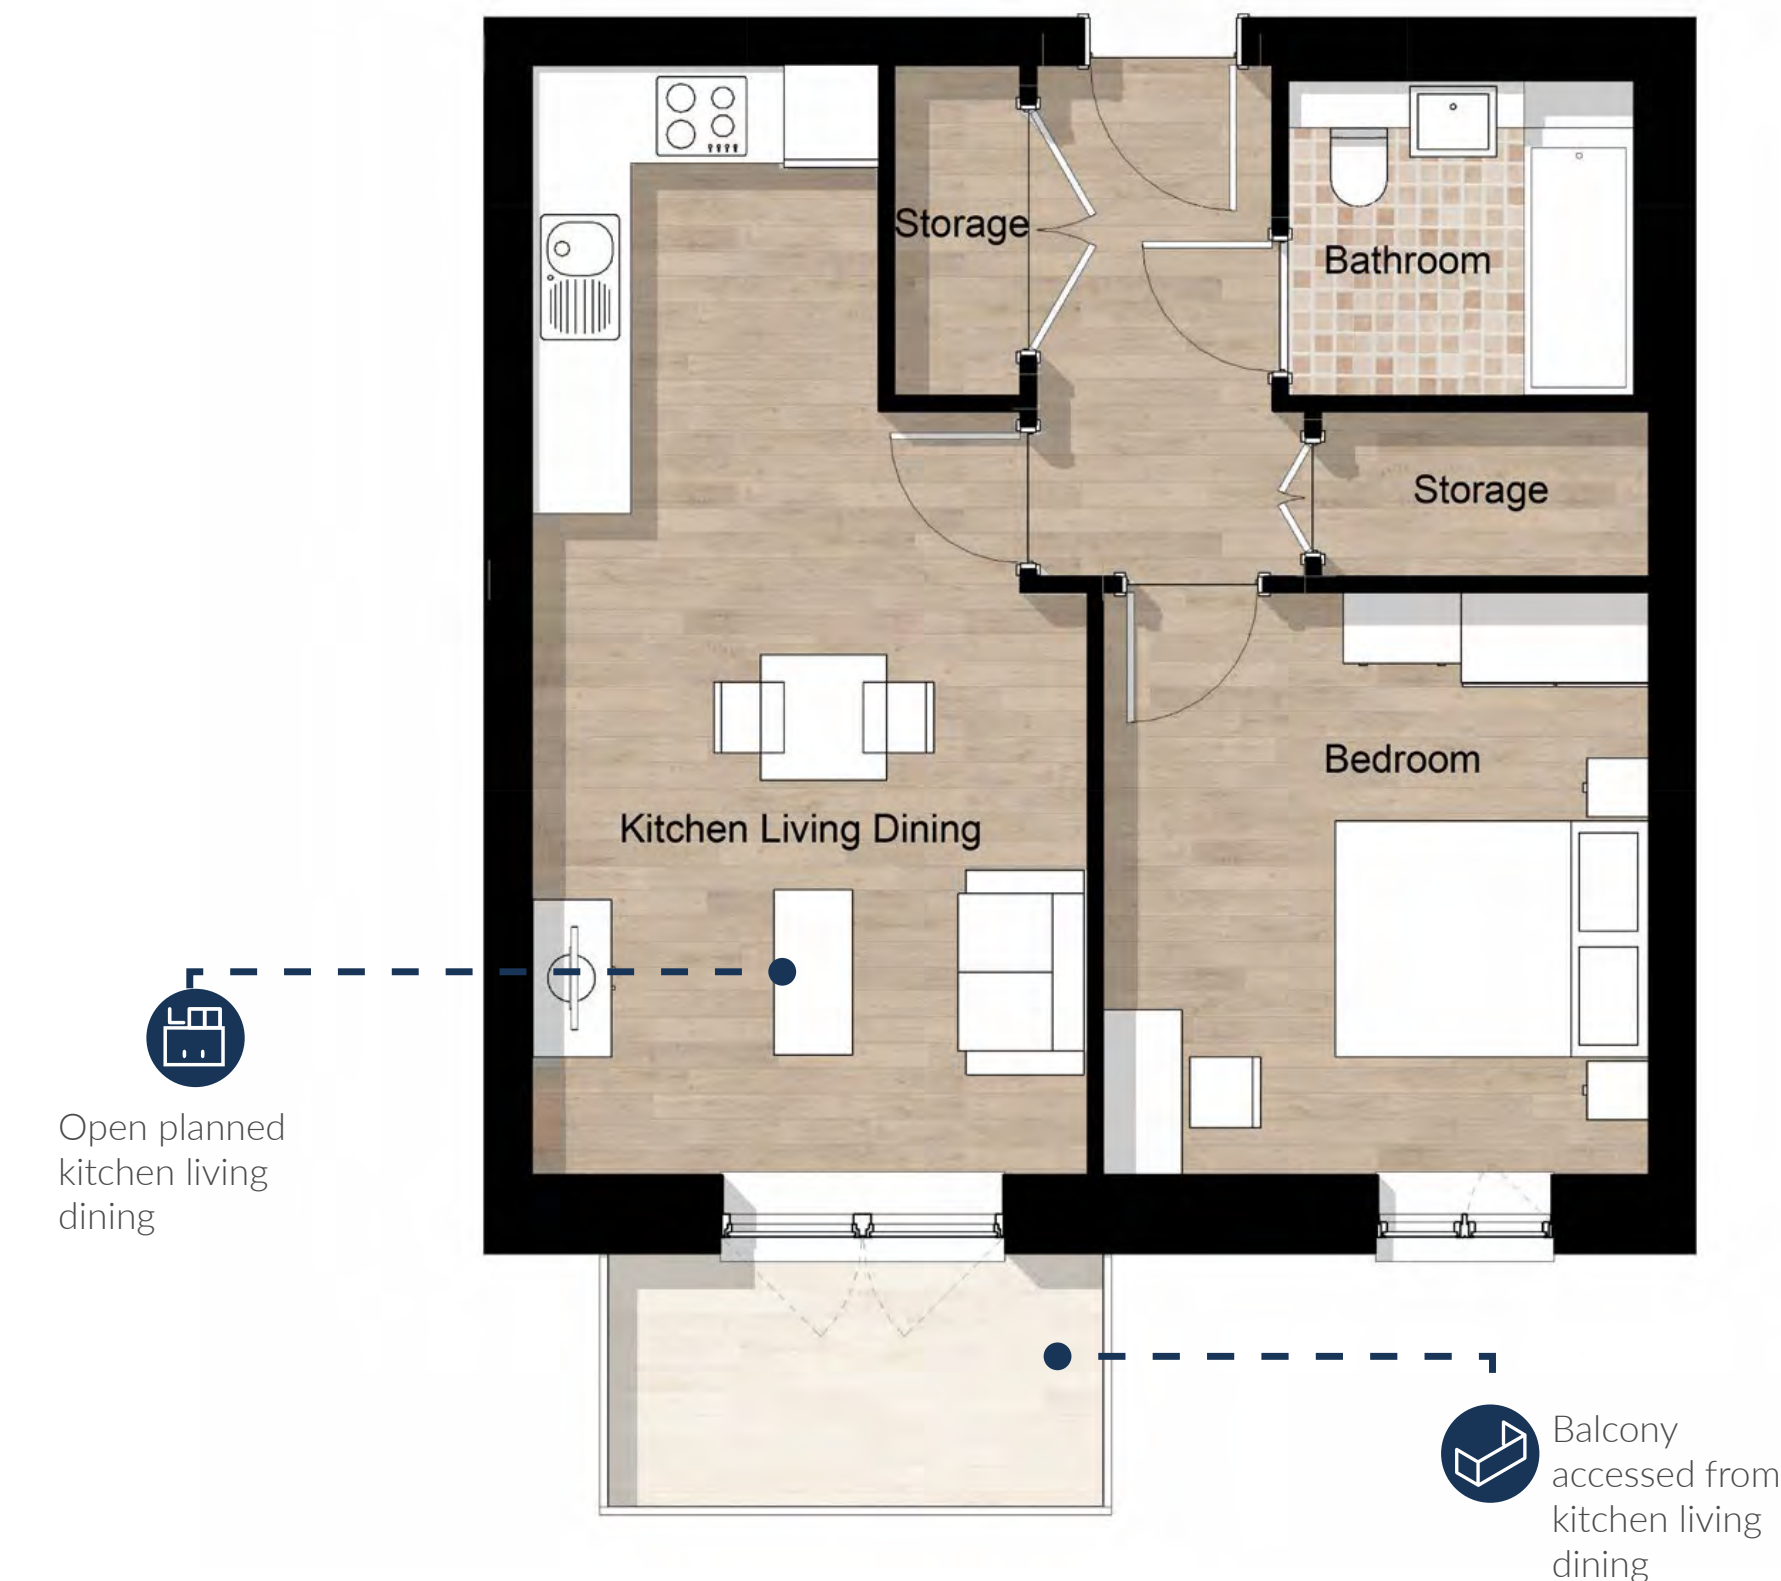 Storage
Bathroom
Storage
Bedroom
Kitchen Living Dining
Open planned
kitchen living
dining
Balcony
accessed from
kitchen living
dining